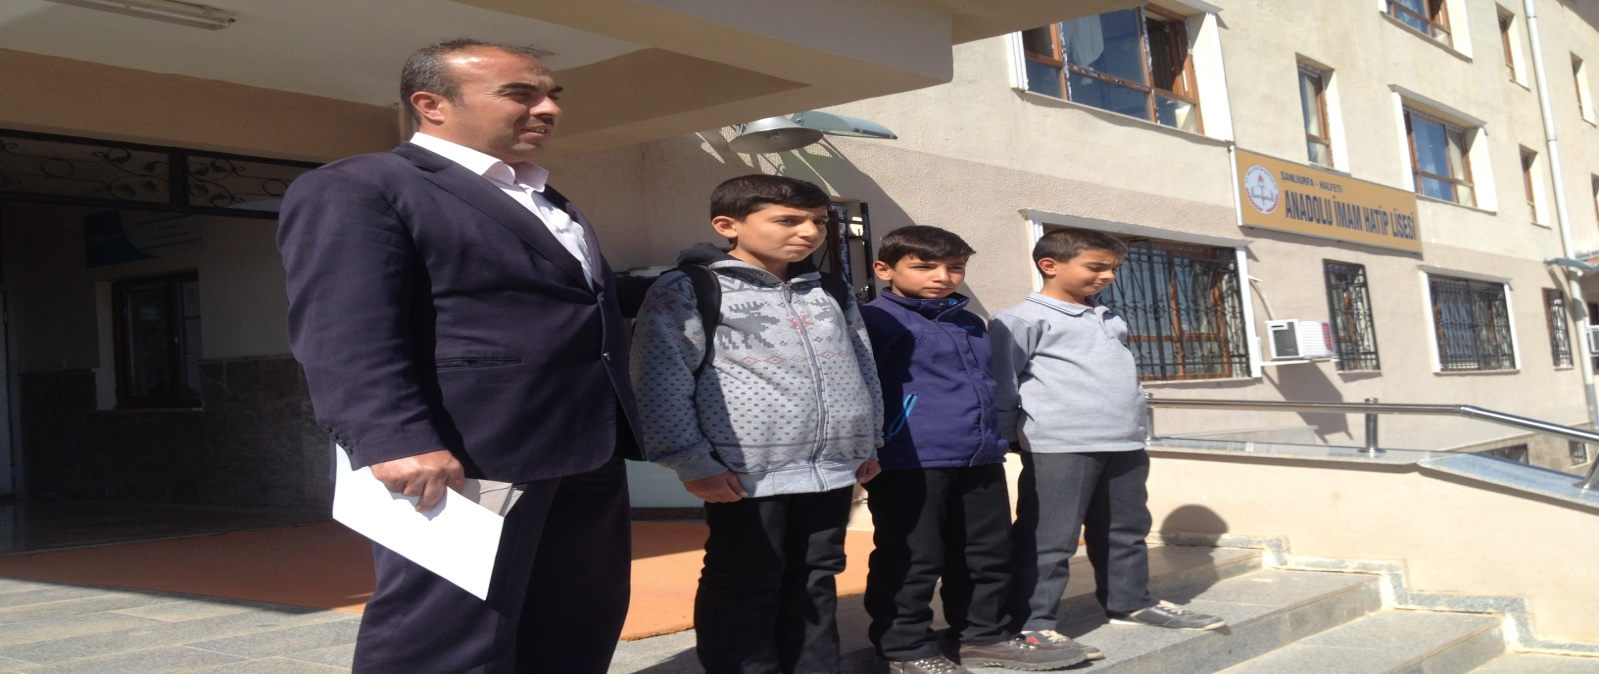 ŞANLIURFA - HALFETİ
ANADOLU İMAM HATİP LİSESİ